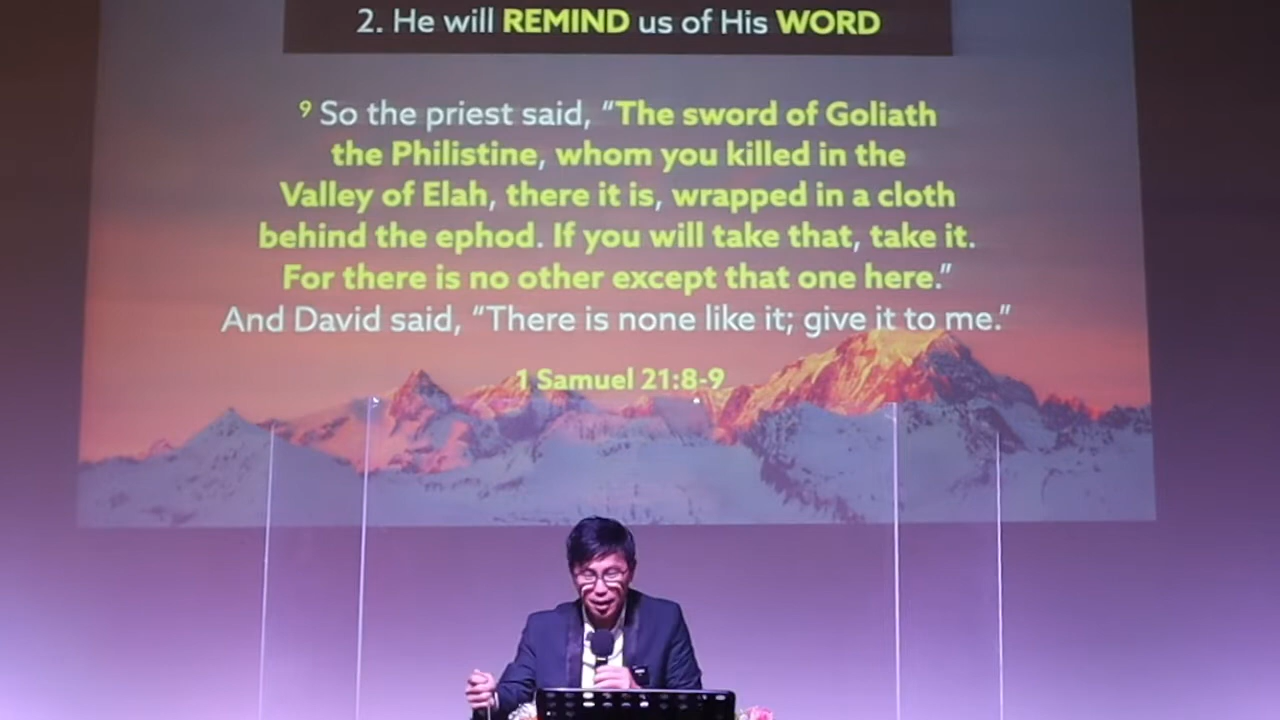 2. He will REMIND us of His WORD
9 So the priest said, “The sword of Goliath
the Philistine, whom you killed in the
Valley of Elah, there it is, wrapped in a cloth
behind the ephod. If you will take that, take it.
For there is no other except that one here.”
And David said, “There is none like it; give it to me.”
1 Samuel 21:8-9